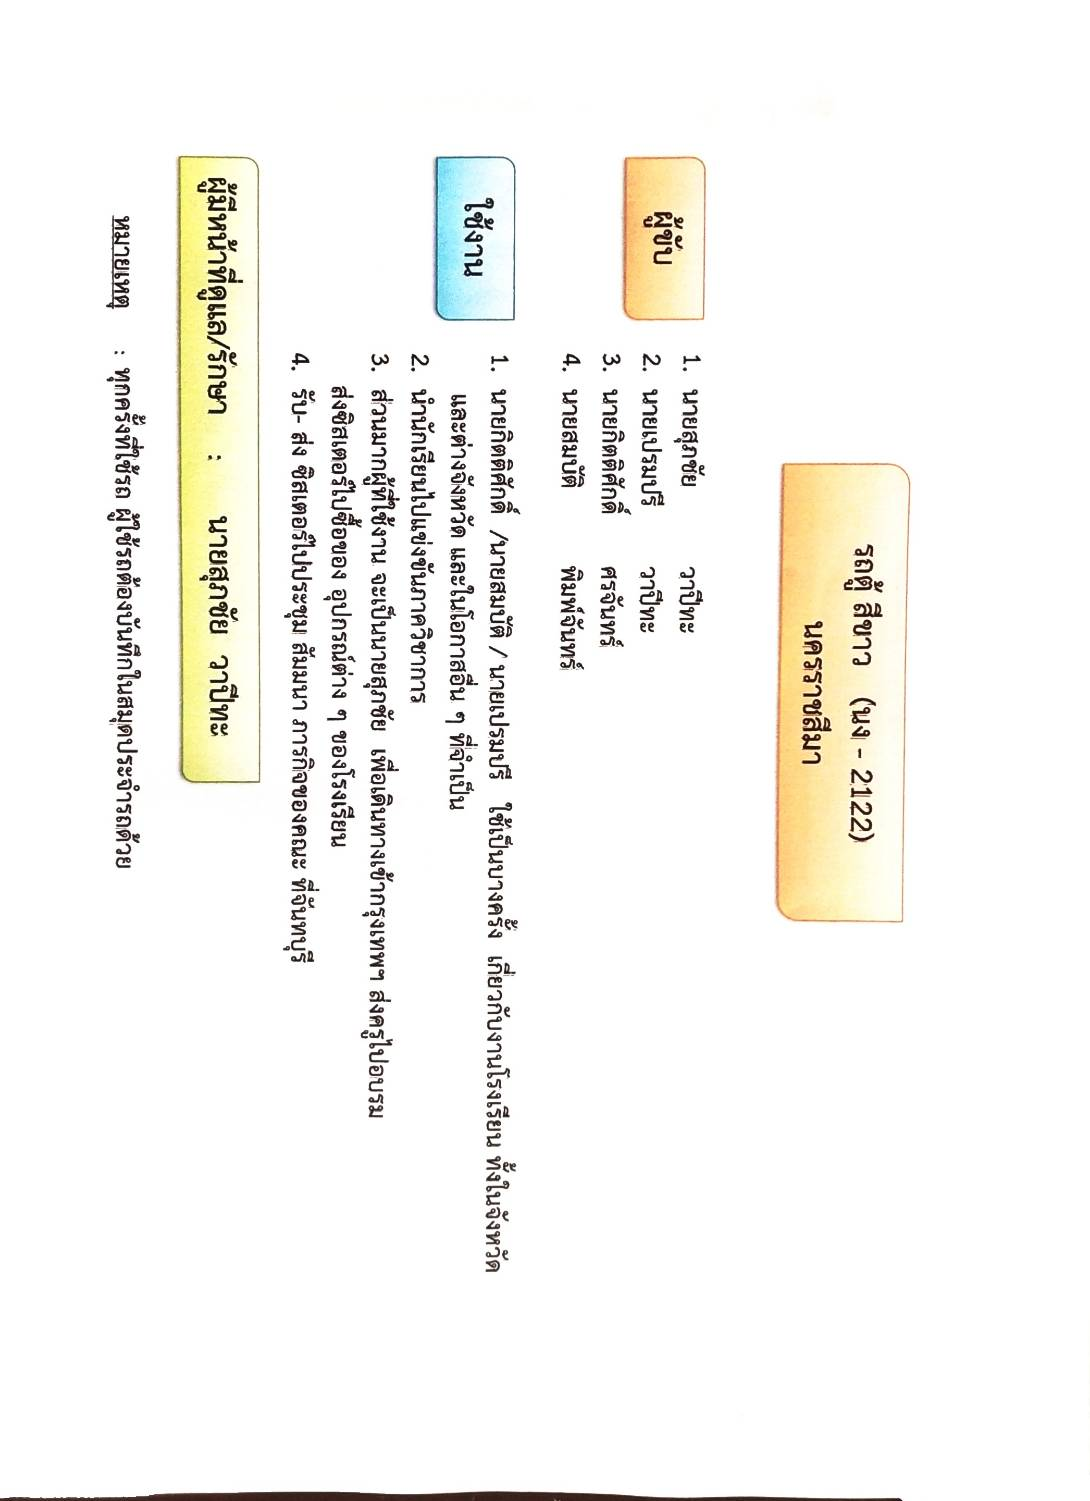 รถตู้ สีขาว (นง - 2122)
นครราชสีมา
ผู้ขับ
1. นายสุภชัย วาปีทะ
2. นายเปรมปรี วาปีทะ
3. นายกิตติศักดิ์ ศรจันทร์
4. นายสมบัติ พิมพ์จันทร์
ใช้งาน
1. นายกิตติศักดิ์ /นายสมบัติ / นายเปรมปรี ใช้เป็นบางครั้ง เกี่ยวกับงานโรงเรียน ทั้งในจังหวัด
และต่างจังหวัด และในโอกาสอื่น ๆ ที่จำเป็น
2. นำนักเรียนไปแข่งขันภาควิชาการ
3. ส่วนมากผู้ที่ใช้งาน จะเป็นนายสุภชัย เพื่อเดินทางเข้ากรุงเทพฯ ส่งครูไปอบรม
ส่งซิสเตอร์ไปซื้อของ อุปกรณ์ต่าง ๆ ของโรงเรียน
4. รับ- ส่ง ซิสเตอร์ไปประชุม สัมมนา ภารกิจของคณะ ที่จันทบุรี
ผู้มีหน้าที่ดูแล/รักษา : นายสุภชัย วาปีทะ
หมายเหตุ : ทุกครั้งที่ใช้รถ ผู้ใช้รถต้องบันทึกในสมุดประจำรถด้วย